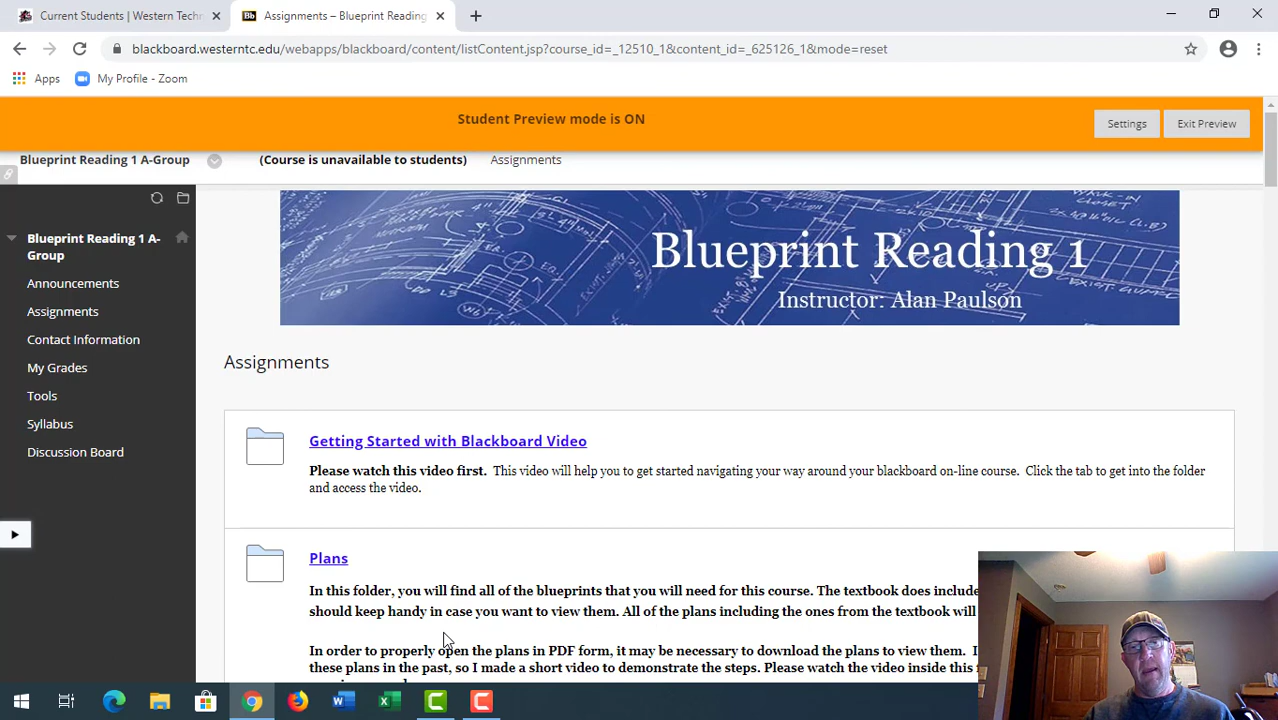 Current Students | Western Techn
Assignments – Blueprint Reading
blackboard.westerntc.edu/webapps/blackboard/content/listContent.jsp?course_id=_12510_1&content_id=_625126_1&mode=reset
Apps
My Profile - Zoom
Student Preview mode is ON
Settings
Exit Preview
Blueprint Reading 1 A-Group
(Course is unavailable to students)
Assignments
Blueprint Reading 1 A-
Group
Announcements
Assignments
Contact Information
My Grades
Tools
Syllabus
Discussion Board
Blueprint Reading 1
Instructor: Alan Paulson
Assignments
Getting Started with Blackboard Video
Please watch this video first. This video will help you to get started navigating your way around your blackboard on-line course. Click the tab to get into the folder
and access the video.
Plans
In this folder, you will find all of the blueprints that you will need for this course. The textbook does include
should keep handy in case you want to view them. All of the plans including the ones from the textbook will
In order to properly open the plans in PDF form, it may be necessary to download the plans to view them. I
these plans in the past, so I made a short video to demonstrate the steps. Please watch the video inside this f